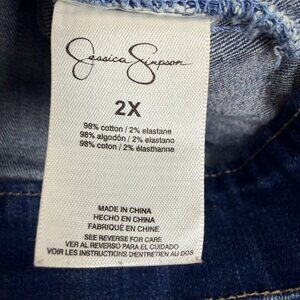 Jessica Simpson
2X
98% cotton / 2% elastane
98% algodón / 2% elastano
98% coton / 2% élasthanne
MADE IN CHINA
HECHO EN CHINA
FABRIQUÉ EN CHINE
SEE REVERSE FOR CARE
VER AL REVERSO PARA EL CUIDADO
VOIR LES INSTRUCTIONS D'ENTRETIEN AU DOS